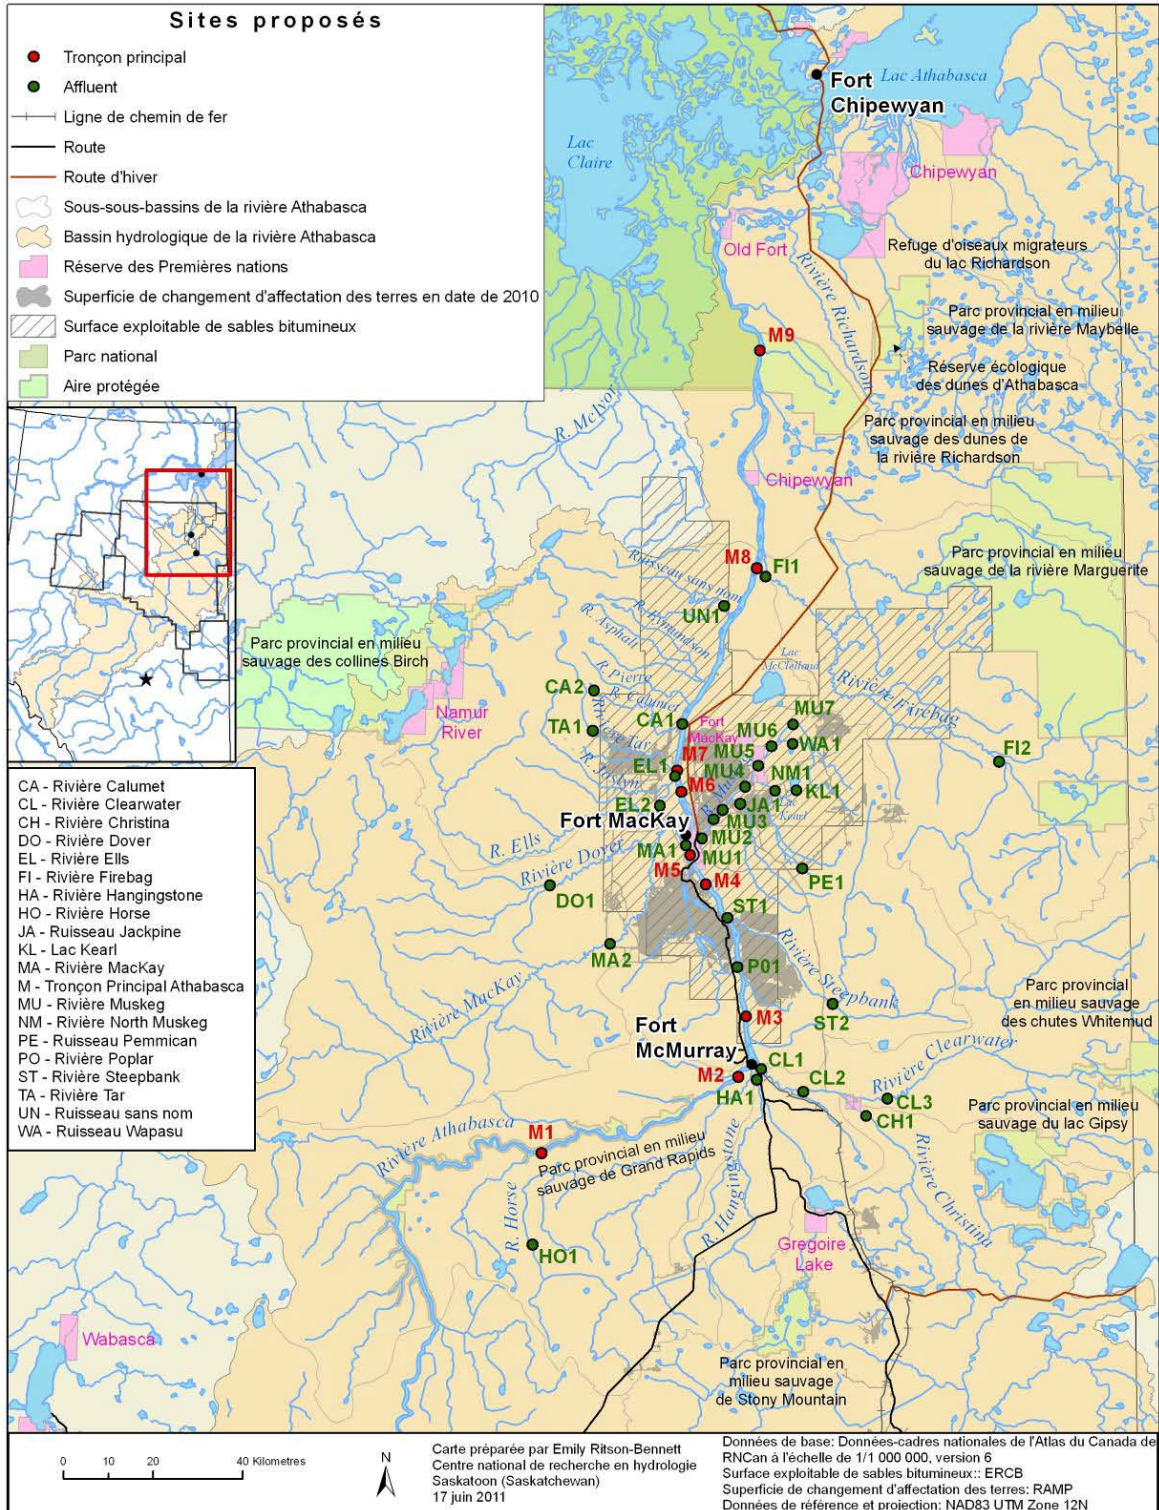 Sites proposés
Tronçon principal
Affluent
Ligne de chemin de fer
Route
Route d'hiver
Sous-sous-bassins de la rivière Athabasca
Bassin hydrologique de la rivière Athabasca
Réserve des Premières nations
Superficie de changement d'affectation des terres en date de 2010
Surface exploitable de sables bitumineux
Parc national
Aire protégée
Lac Athabasca
Fort
Chipewyan
Lac
Claire
Chipewyan
Old Fort
Rivière Richardson
Refuge d'oiseaux migrateurs
du lac Richardson
Parc provincial en milieu
sauvage de la rivière Maybelle
M9
Réserve écologique
des dunes d'Athabasca
R. McIvor
Parc provincial en milieu
sauvage des dunes de
la rivière Richardson
Chipewyan
M8
FI1
Ruisseau sans nom
UN1
R. Eymundson
R. Asphalt
Parc provincial en milieu
sauvage de la rivière Marguerite
Parc provincial en milieu
sauvage des collines Birch
Lac
McClelland
Rivière Firebag
R. Pierre
R. Calumet
CA2
CA1
Namur
River
TA1
Rivière Tar
Fort
MacKay
MU7
MU6
WA1
MU5
M7
EL1
R. Joslyn
MU4
NM1
FI2
M6
R. Muskeg
KL1
JA1
Lac
Kearl
EL2
Fort MacKay
MU3
MU2
R. Ells
MA1
MU1
Rivière Dover
M5
M4
PE1
DO1
ST1
MA2
Rivière MacKay
P01
Rivière Steepbank
ST2
M3
Parc provincial
en milieu sauvage
des chutes Whitemud
Fort
McMurray
CL1
M2
HA1
CL2
Rivière Clearwater
CL3
CH1
Parc provincial en milieu
sauvage du lac Gipsy
Rivière Athabasca
M1
Parc provincial en milieu
sauvage de Grand Rapids
R. Hangingstone
Rivière Christina
R. Horse
HO1
Gregoire
Lake
Wabasca
Parc provincial en
milieu sauvage
de Stony Mountain
CA - Rivière Calumet
CL - Rivière Clearwater
CH - Rivière Christina
DO - Rivière Dover
EL - Rivière Ells
FI - Rivière Firebag
HA - Rivière Hangingstone
HO - Rivière Horse
JA - Ruisseau Jackpine
KL - Lac Kearl
MA - Rivière MacKay
M - Tronçon Principal Athabasca
MU - Rivière Muskeg
NM - Rivière North Muskeg
PE - Ruisseau Pemmican
PO - Rivière Poplar
ST - Rivière Steepbank
TA - Rivière Tar
UN - Ruisseau sans nom
WA - Ruisseau Wapasu
0 10 20 40 Kilometres
N
Carte préparée par Emily Ritson-Bennett
Centre national de recherche en hydrologie
Saskatoon (Saskatchewan)
17 juin 2011
Données de base: Données-cadres nationales de l'Atlas du Canada de
RNCan à l'échelle de 1/1 000 000, version 6
Surface exploitable de sables bitumineux:: ERCB
Superficie de changement d'affectation des terres: RAMP
Données de référence et projection: NAD83 UTM Zone 12N